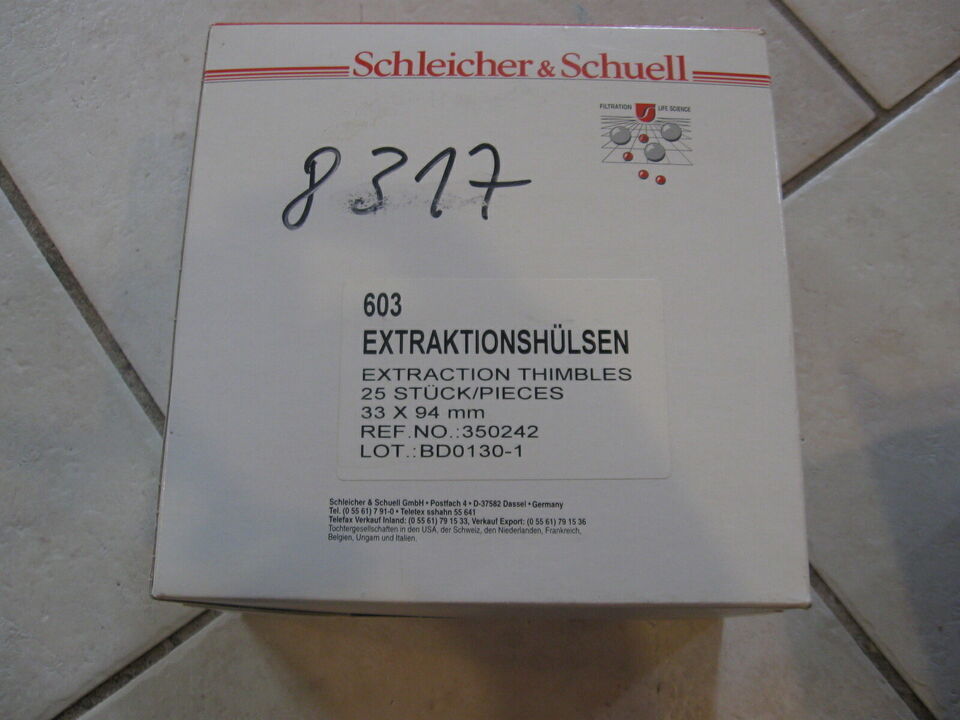 Schleicher & Schuell
FILTRATION LIFE SCIENCE
8317
603
EXTRAKTIONSHÜLSEN
EXTRACTION THIMBLES
25 STÜCK/PIECES
33 X 94 mm
REF.NO.:350242
LOT.:BD0130-1
Schleicher & Schuell GmbH • Postfach 4 • D-37582 Dassel • Germany
Tel. (0 55 61) 7 91-0 • Teletex sshahn 55 641
Telefax Verkauf Inland: (0 55 61) 79 15 33, Verkauf Export: (0 55 61) 79 15 36
Tochtergesellschaften in den USA, der Schweiz, den Niederlanden, Frankreich,
Belgien, Ungarn und Italien.